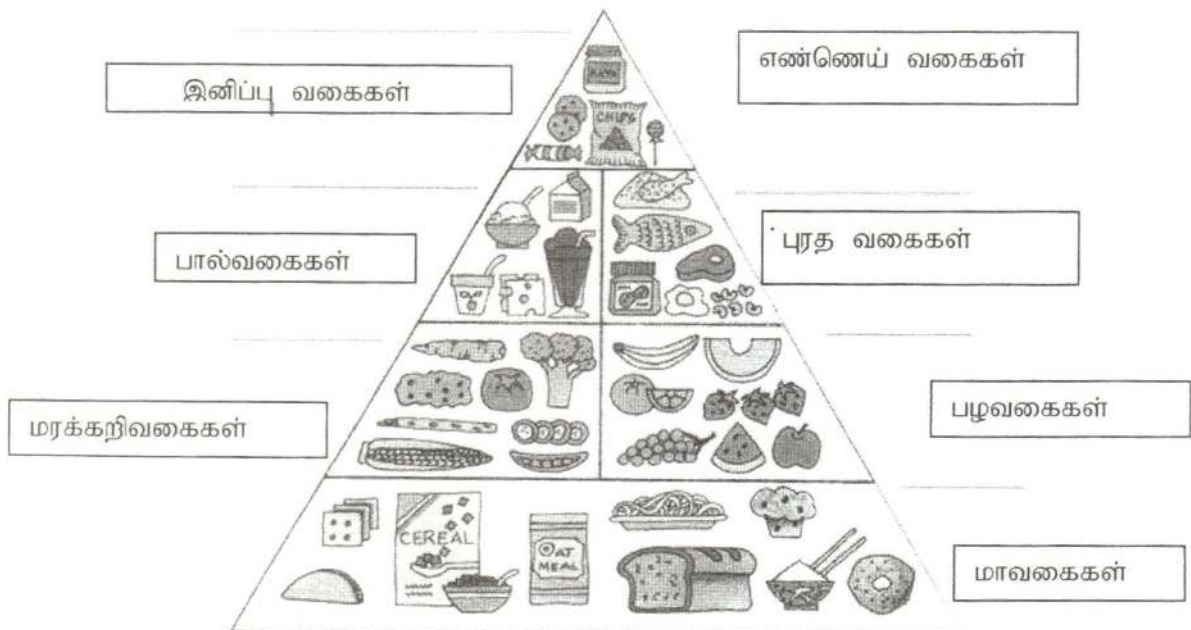 எண்ணெய் வகைகள்
இனிப்பு வகைகள்
CHIPS
பால்வகைகள்
புரத வகைகள்
மரக்கறிவகைகள்
பழவகைகள்
CEREAL
OAT
MEAL
மாவகைகள்